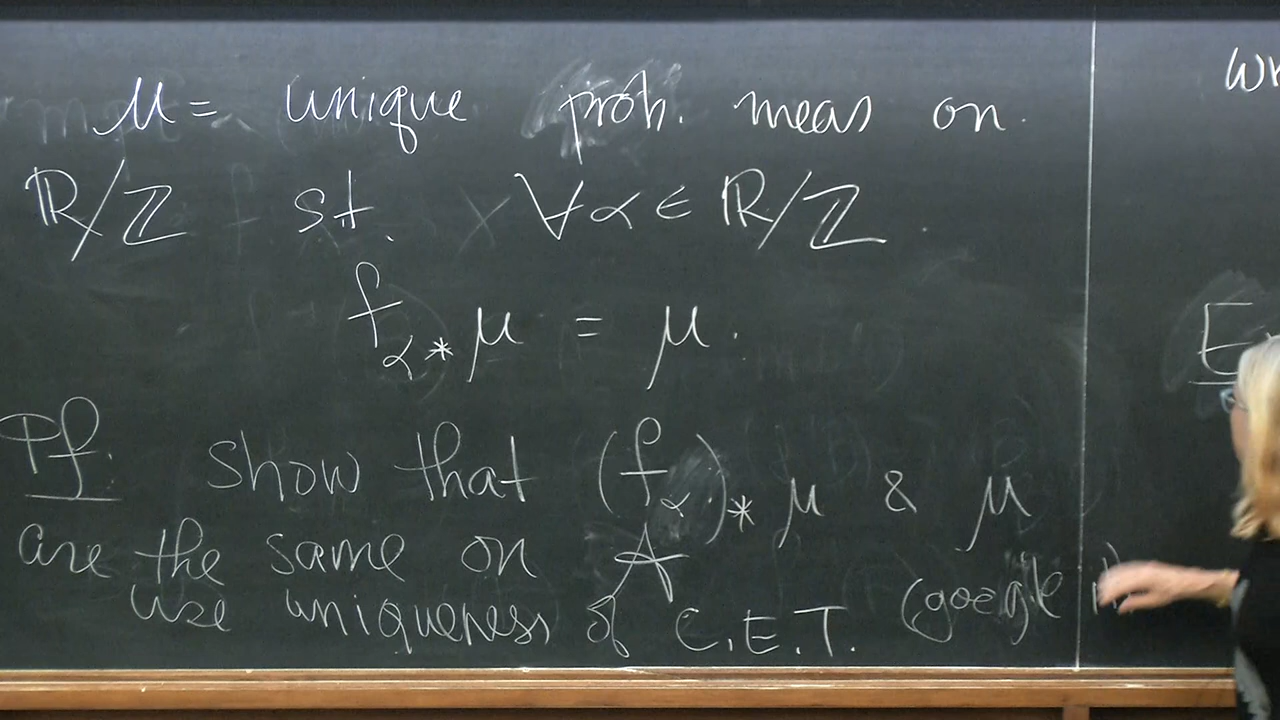 μ = unique prob. meas on
ℝ/ℤ st. ∀α ∈ ℝ/ℤ
f_α* μ = μ.
Pf. Show that (f_α)_* μ & μ
are the same on A
use uniqueness of C.E.T. (google